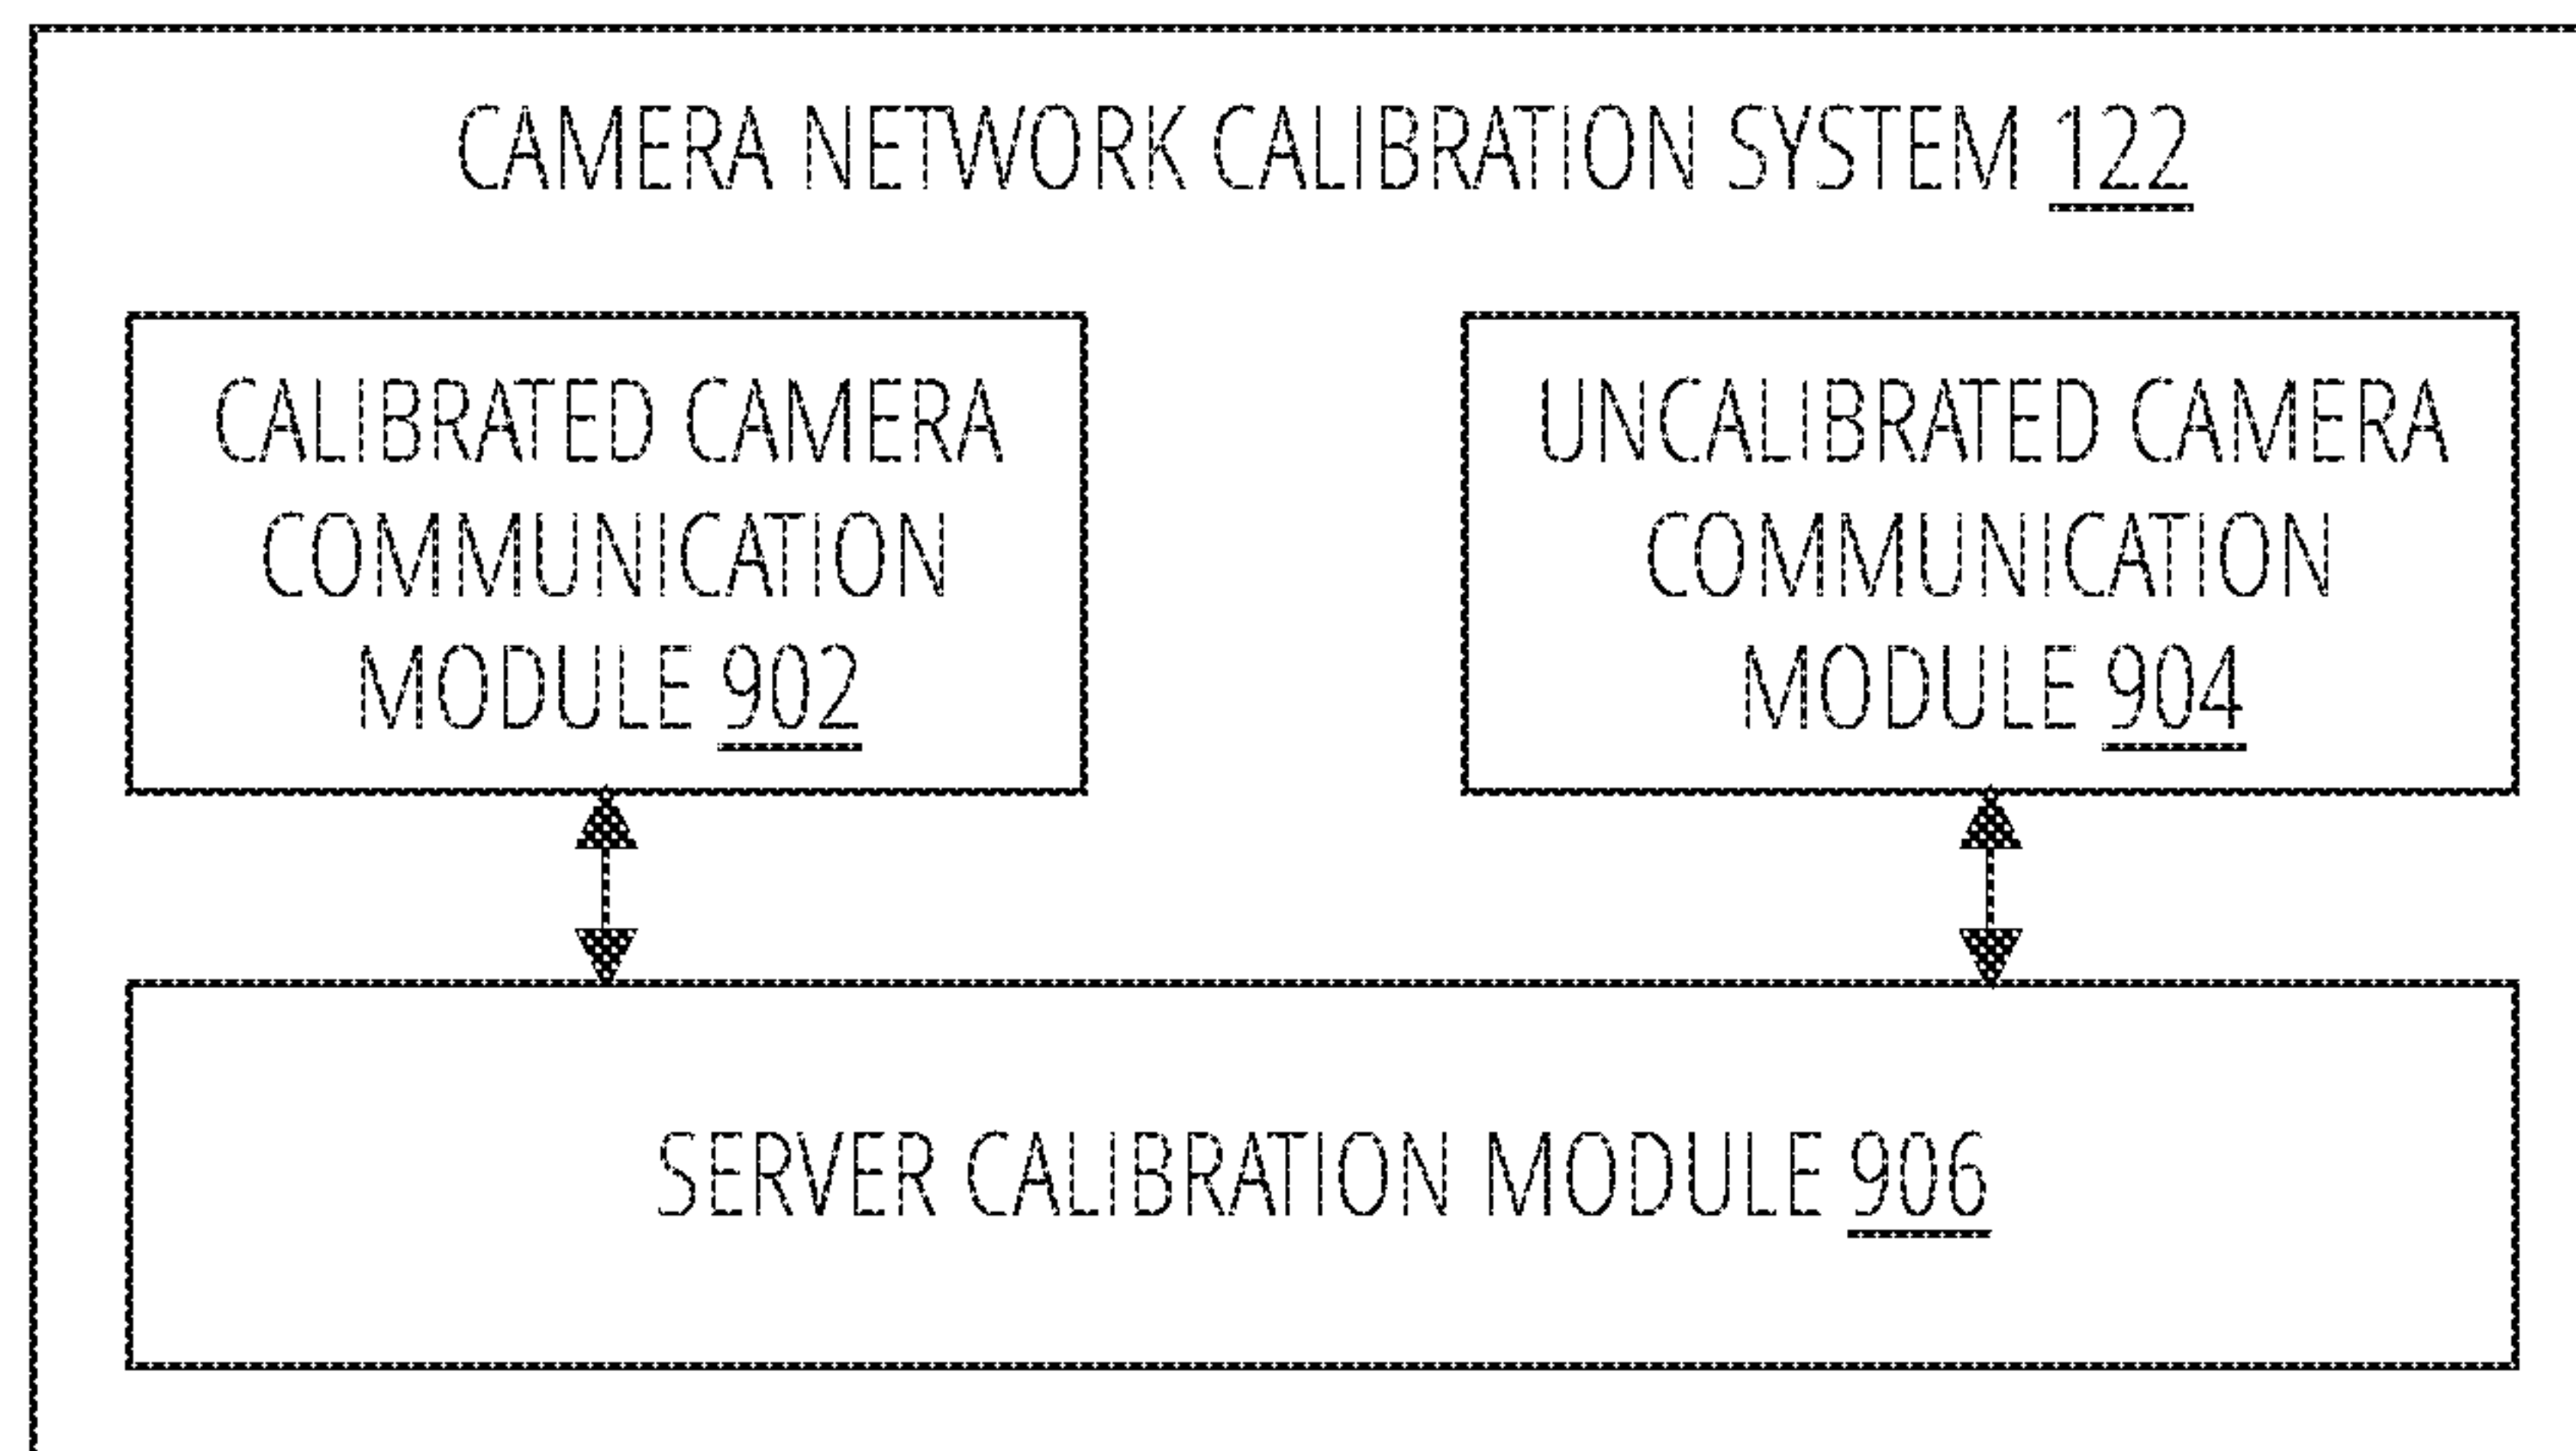 CAMERA NETWORK CALIBRATION SYSTEM 122
CALIBRATED CAMERA
COMMUNICATION
MODULE 902
UNCALIBRATED CAMERA
COMMUNICATION
MODULE 904
SERVER CALIBRATION MODULE 906